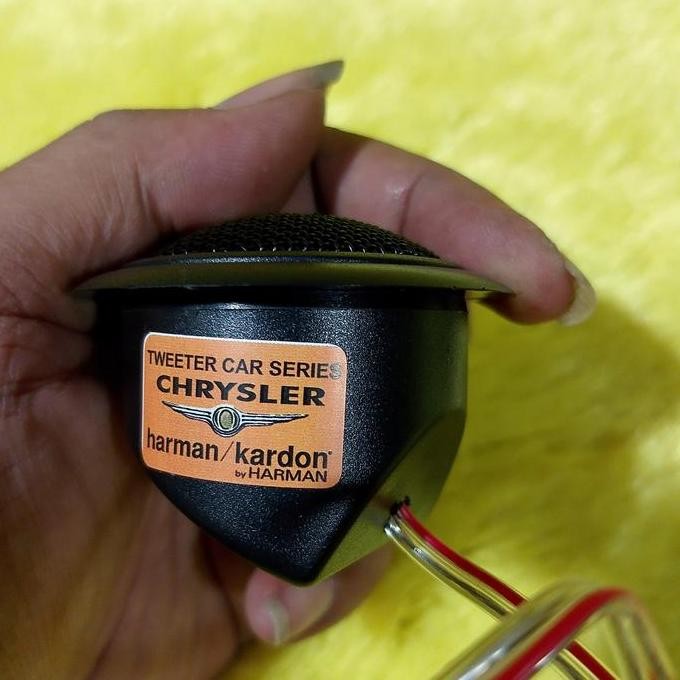 TWEETER CAR SERIES
CHRYSLER
harman/kardon®
by HARMAN